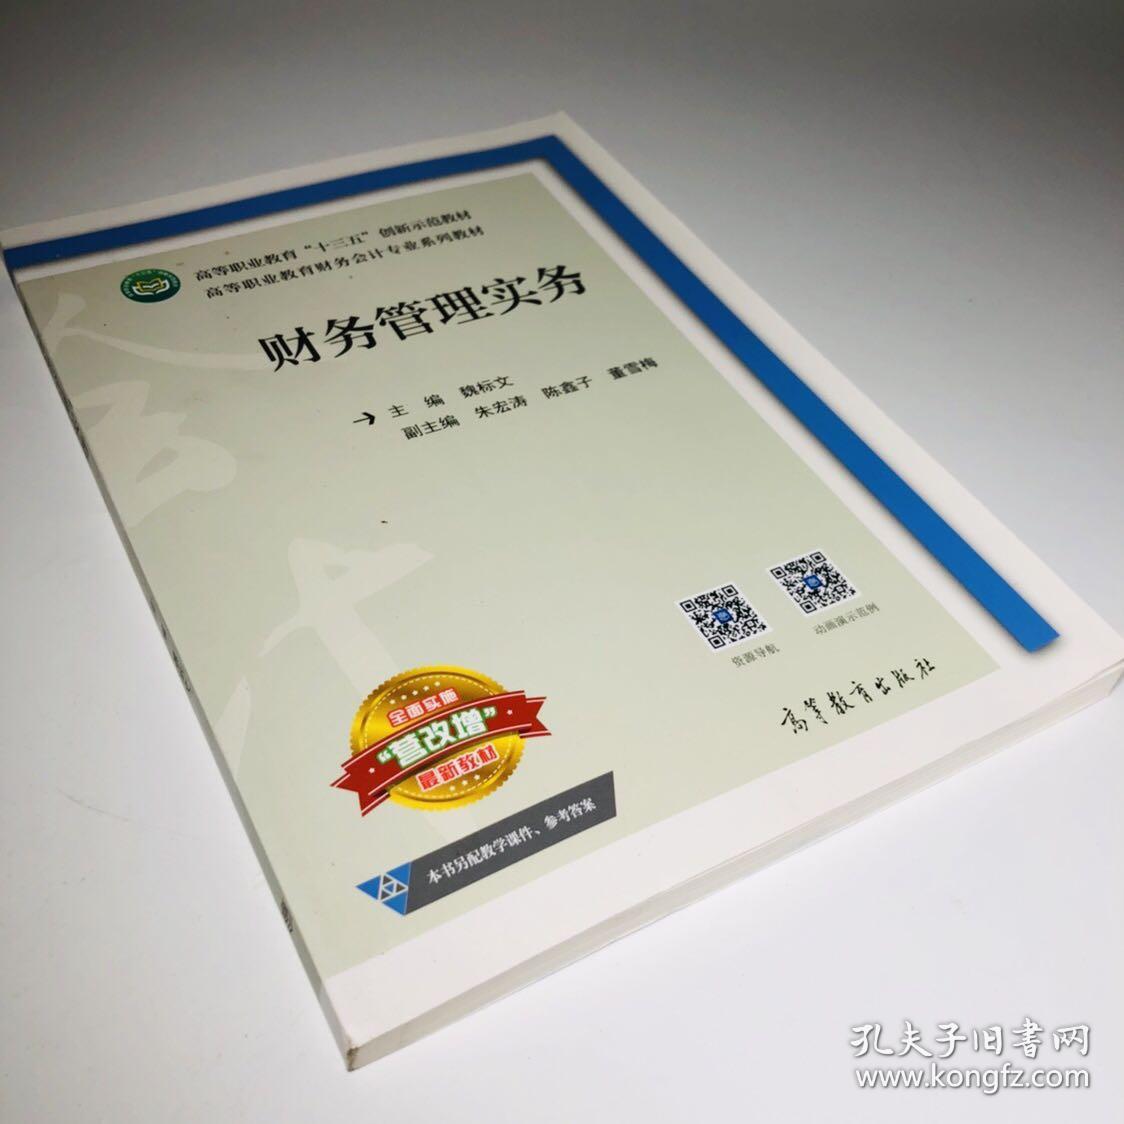 高等职业教育“十三五”创新示范教材
高等职业教育财务会计专业系列教材
财务管理实务
主编 魏标文
副主编 朱宏涛 陈鑫子 董雪梅
资源导航
动画演示范例
高等教育出版社
全面实施
“营改增”
最新教材
本书另配教学课件、参考答案
会计
孔夫子旧书网
www.kongfz.com